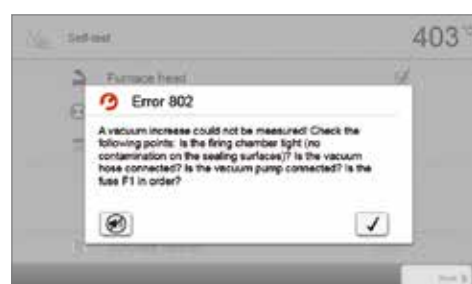 Self-test
403°
Furnace head
Error 802
A vacuum increase could not be measured! Check the
following points: Is the firing chamber tight (no
contamination on the sealing surfaces)? Is the vacuum
hose connected? Is the vacuum pump connected? Is the
fuse F1 in order?